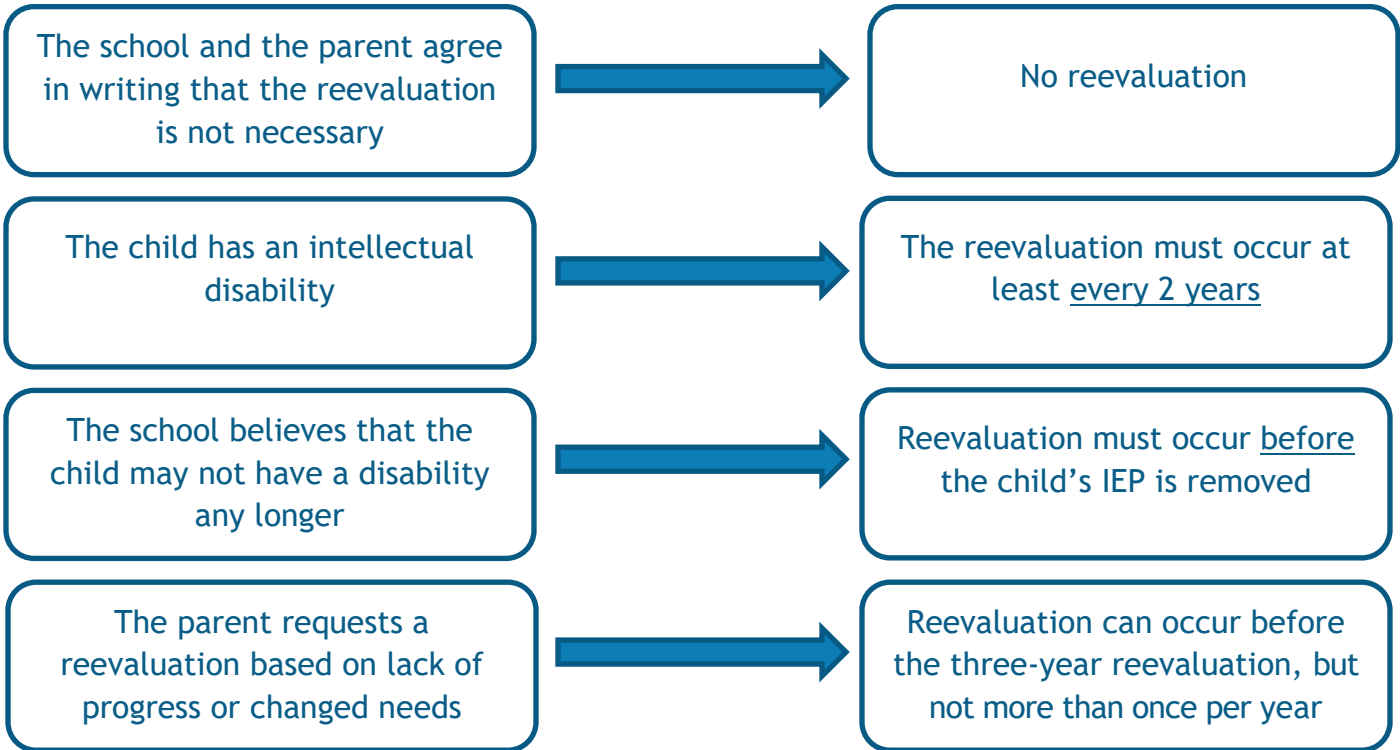 The school and the parent agree
in writing that the reevaluation
is not necessary
No reevaluation
The child has an intellectual
disability
The reevaluation must occur at
least every 2 years
The school believes that the
child may not have a disability
any longer
Reevaluation must occur before
the child’s IEP is removed
The parent requests a
reevaluation based on lack of
progress or changed needs
Reevaluation can occur before
the three-year reevaluation, but
not more than once per year